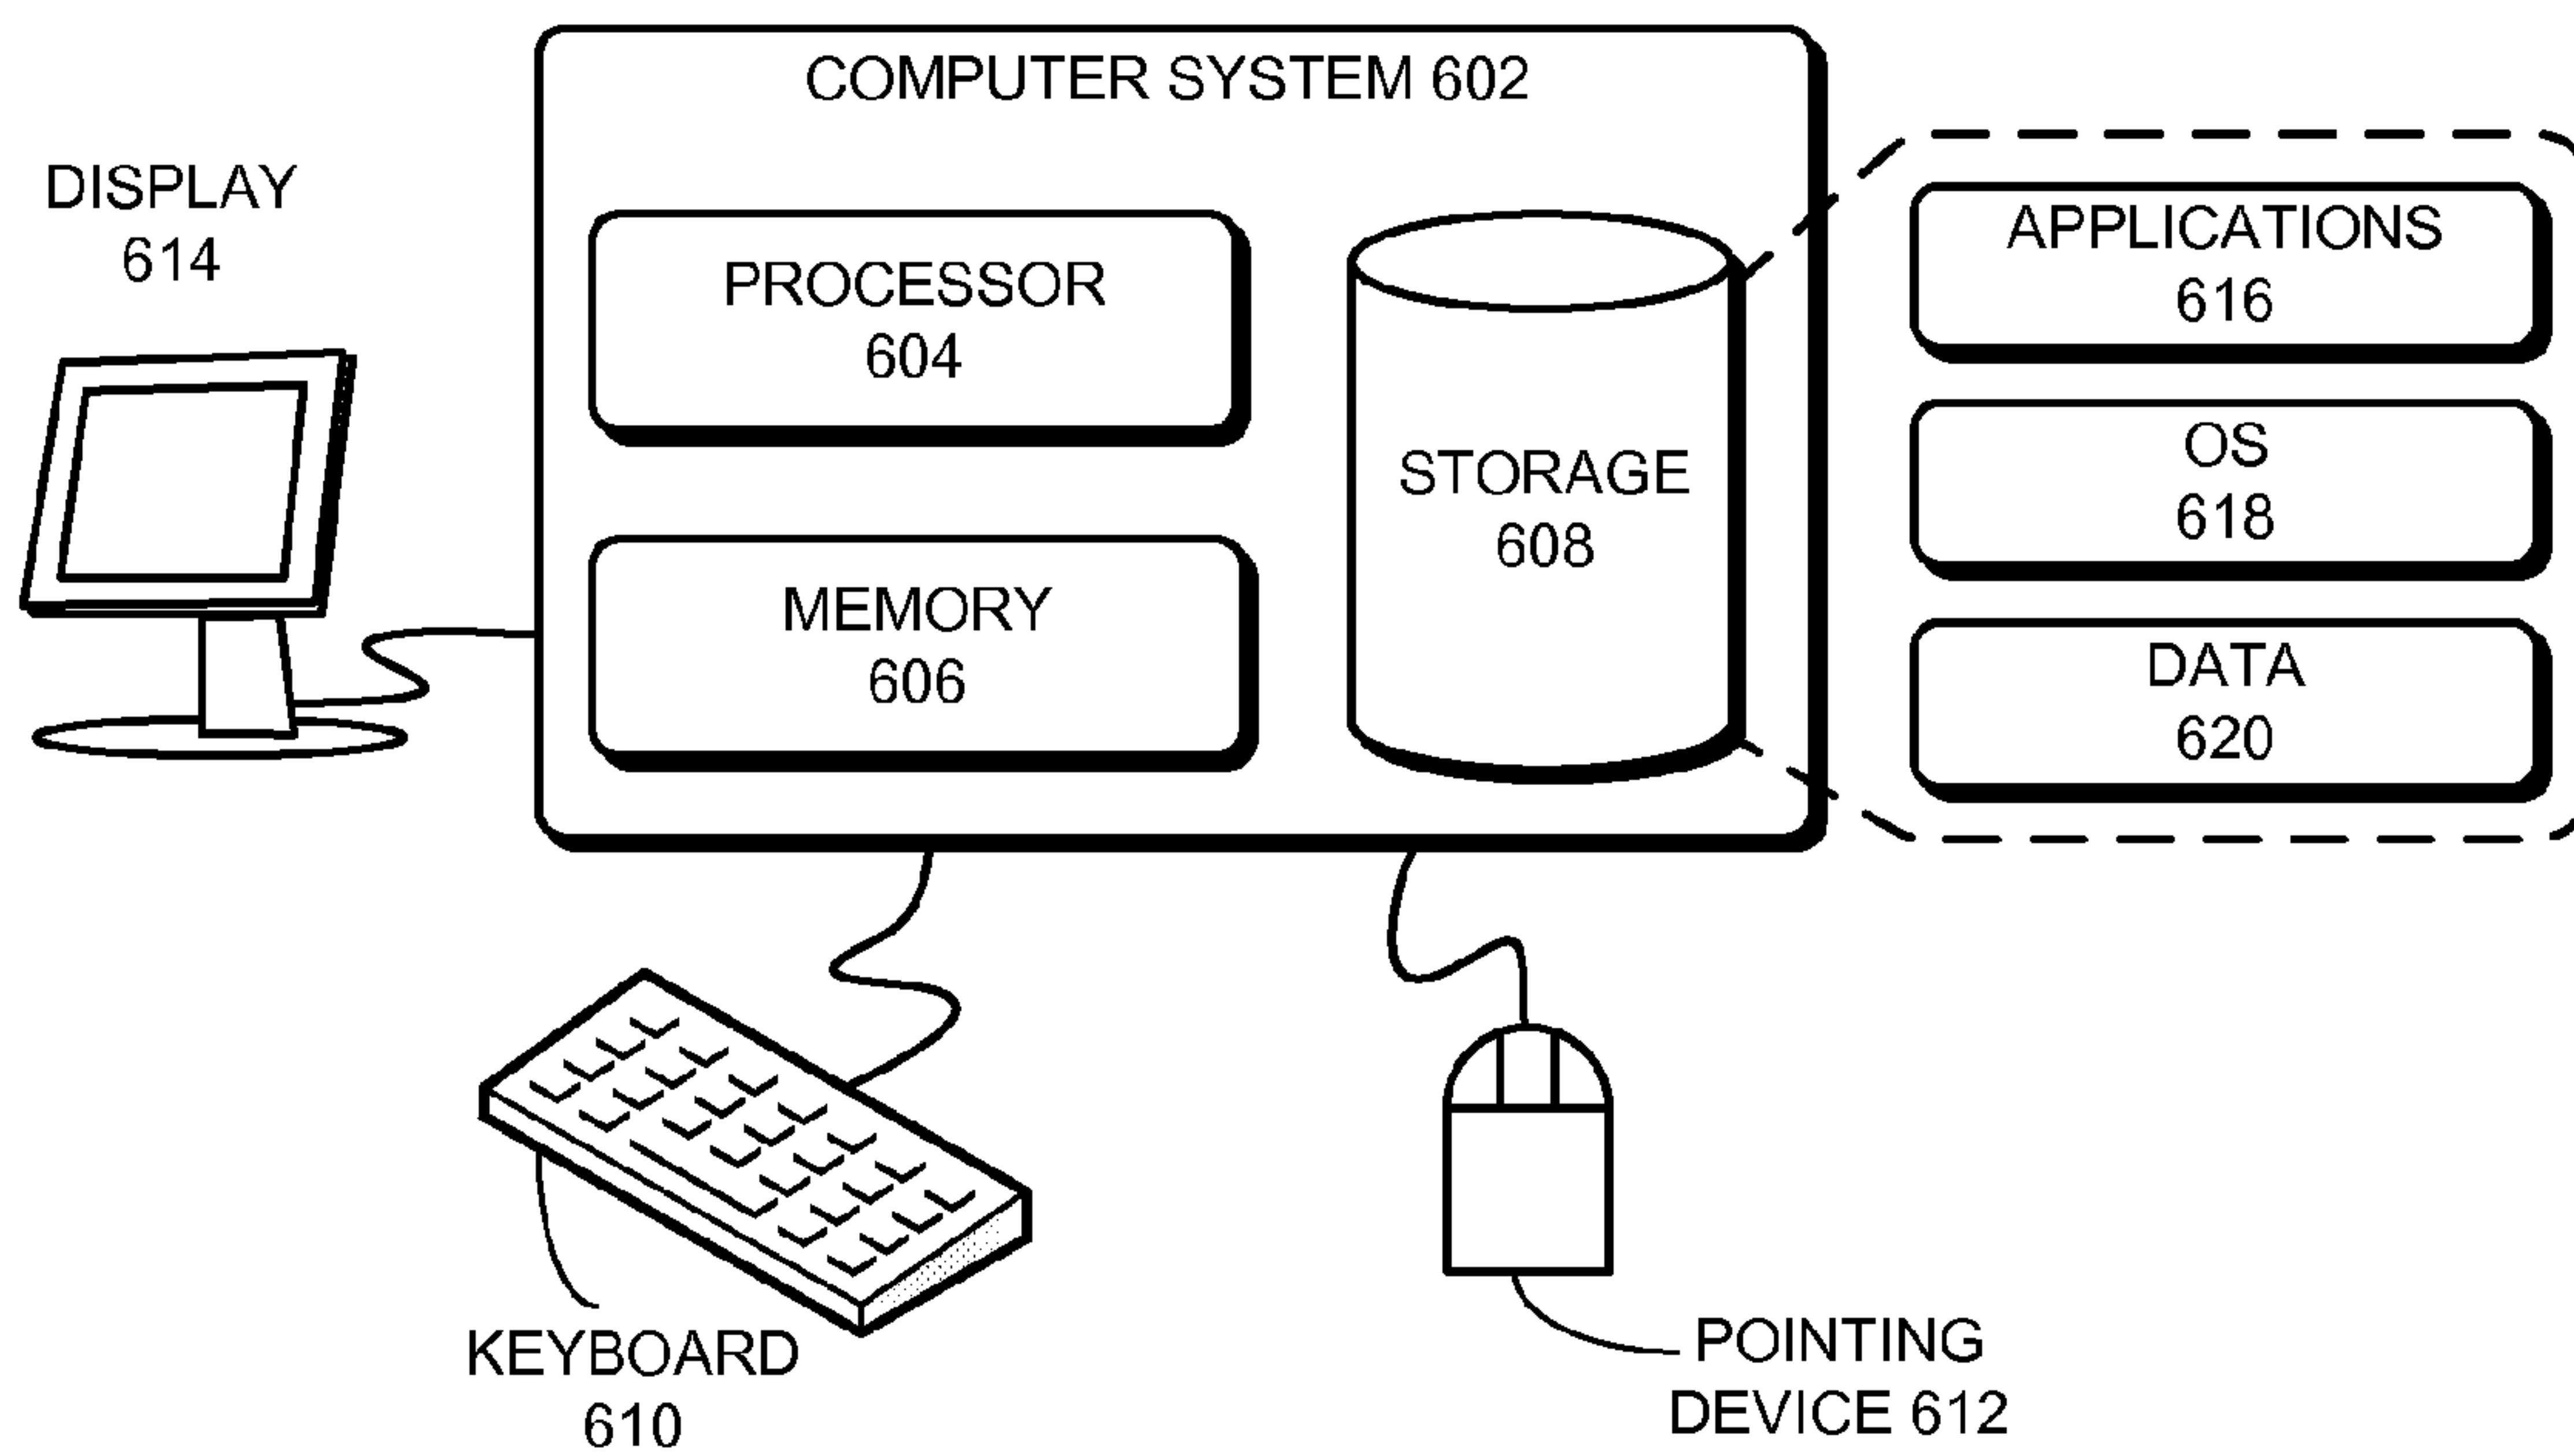 COMPUTER SYSTEM 602
DISPLAY
614
PROCESSOR
604
MEMORY
606
STORAGE
608
APPLICATIONS
616
OS
618
DATA
620
KEYBOARD
610
POINTING
DEVICE 612